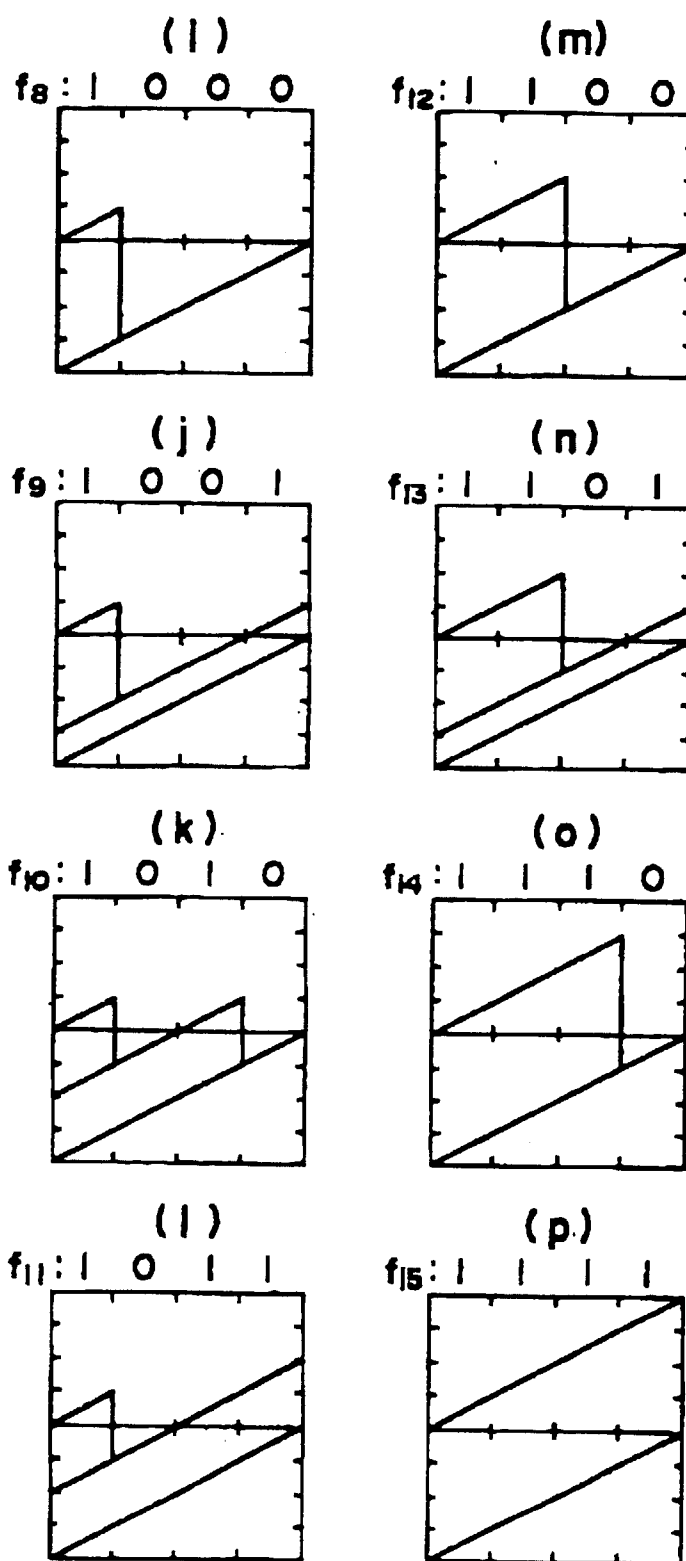 (l)
f8: 1 0 0 0
(m)
f12: 1 1 0 0
(j)
f9: 1 0 0 1
(n)
f13: 1 1 0 1
(k)
f10: 1 0 1 0
(o)
f14: 1 1 1 0
(l)
f11: 1 0 1 1
(p)
f15: 1 1 1 1